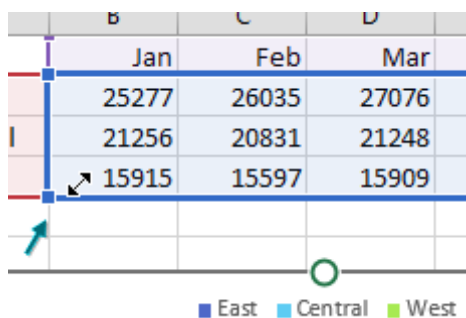 B C D
Jan Feb Mar
25277 26035 27076
l 21256 20831 21248
15915 15597 15909
East Central West